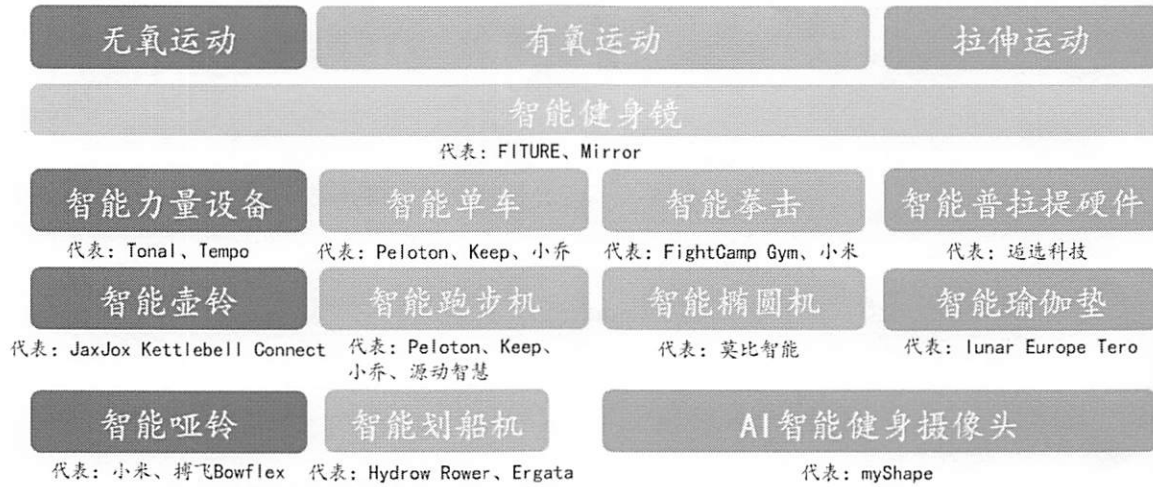 无氧运动
有氧运动
拉伸运动
智能健身镜
代表：FITURE、Mirror
智能力量设备
智能单车
智能拳击
智能普拉提硬件
代表：Tonal、Tempo
代表：Peloton、Keep、小乔
代表：FightCamp Gym、小米
代表：逅选科技
智能壶铃
智能跑步机
智能椭圆机
智能瑜伽垫
代表：JaxJox Kettlebell Connect
代表：Peloton、Keep、
小乔、源动智慧
代表：莫比智能
代表：lunar Europe Tero
智能哑铃
智能划船机
AI智能健身摄像头
代表：小米、搏飞Bowflex
代表：Hydrow Rower、Ergata
代表：myShape